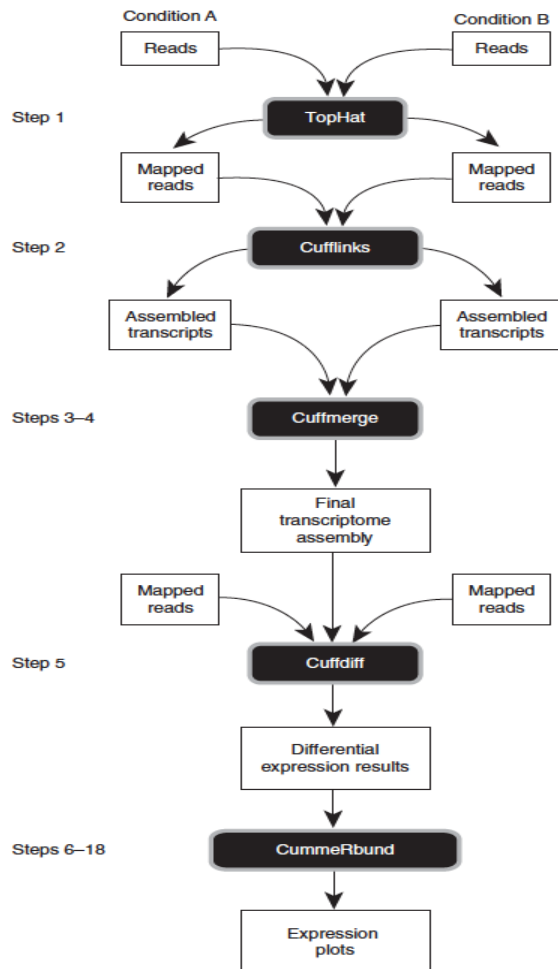 Condition A
Condition B
Reads
Reads
Step 1
TopHat
Mapped
reads
Mapped
reads
Step 2
Cufflinks
Assembled
transcripts
Assembled
transcripts
Steps 3–4
Cuffmerge
Final
transcriptome
assembly
Mapped
reads
Mapped
reads
Step 5
Cuffdiff
Differential
expression results
Steps 6–18
CummeRbund
Expression
plots